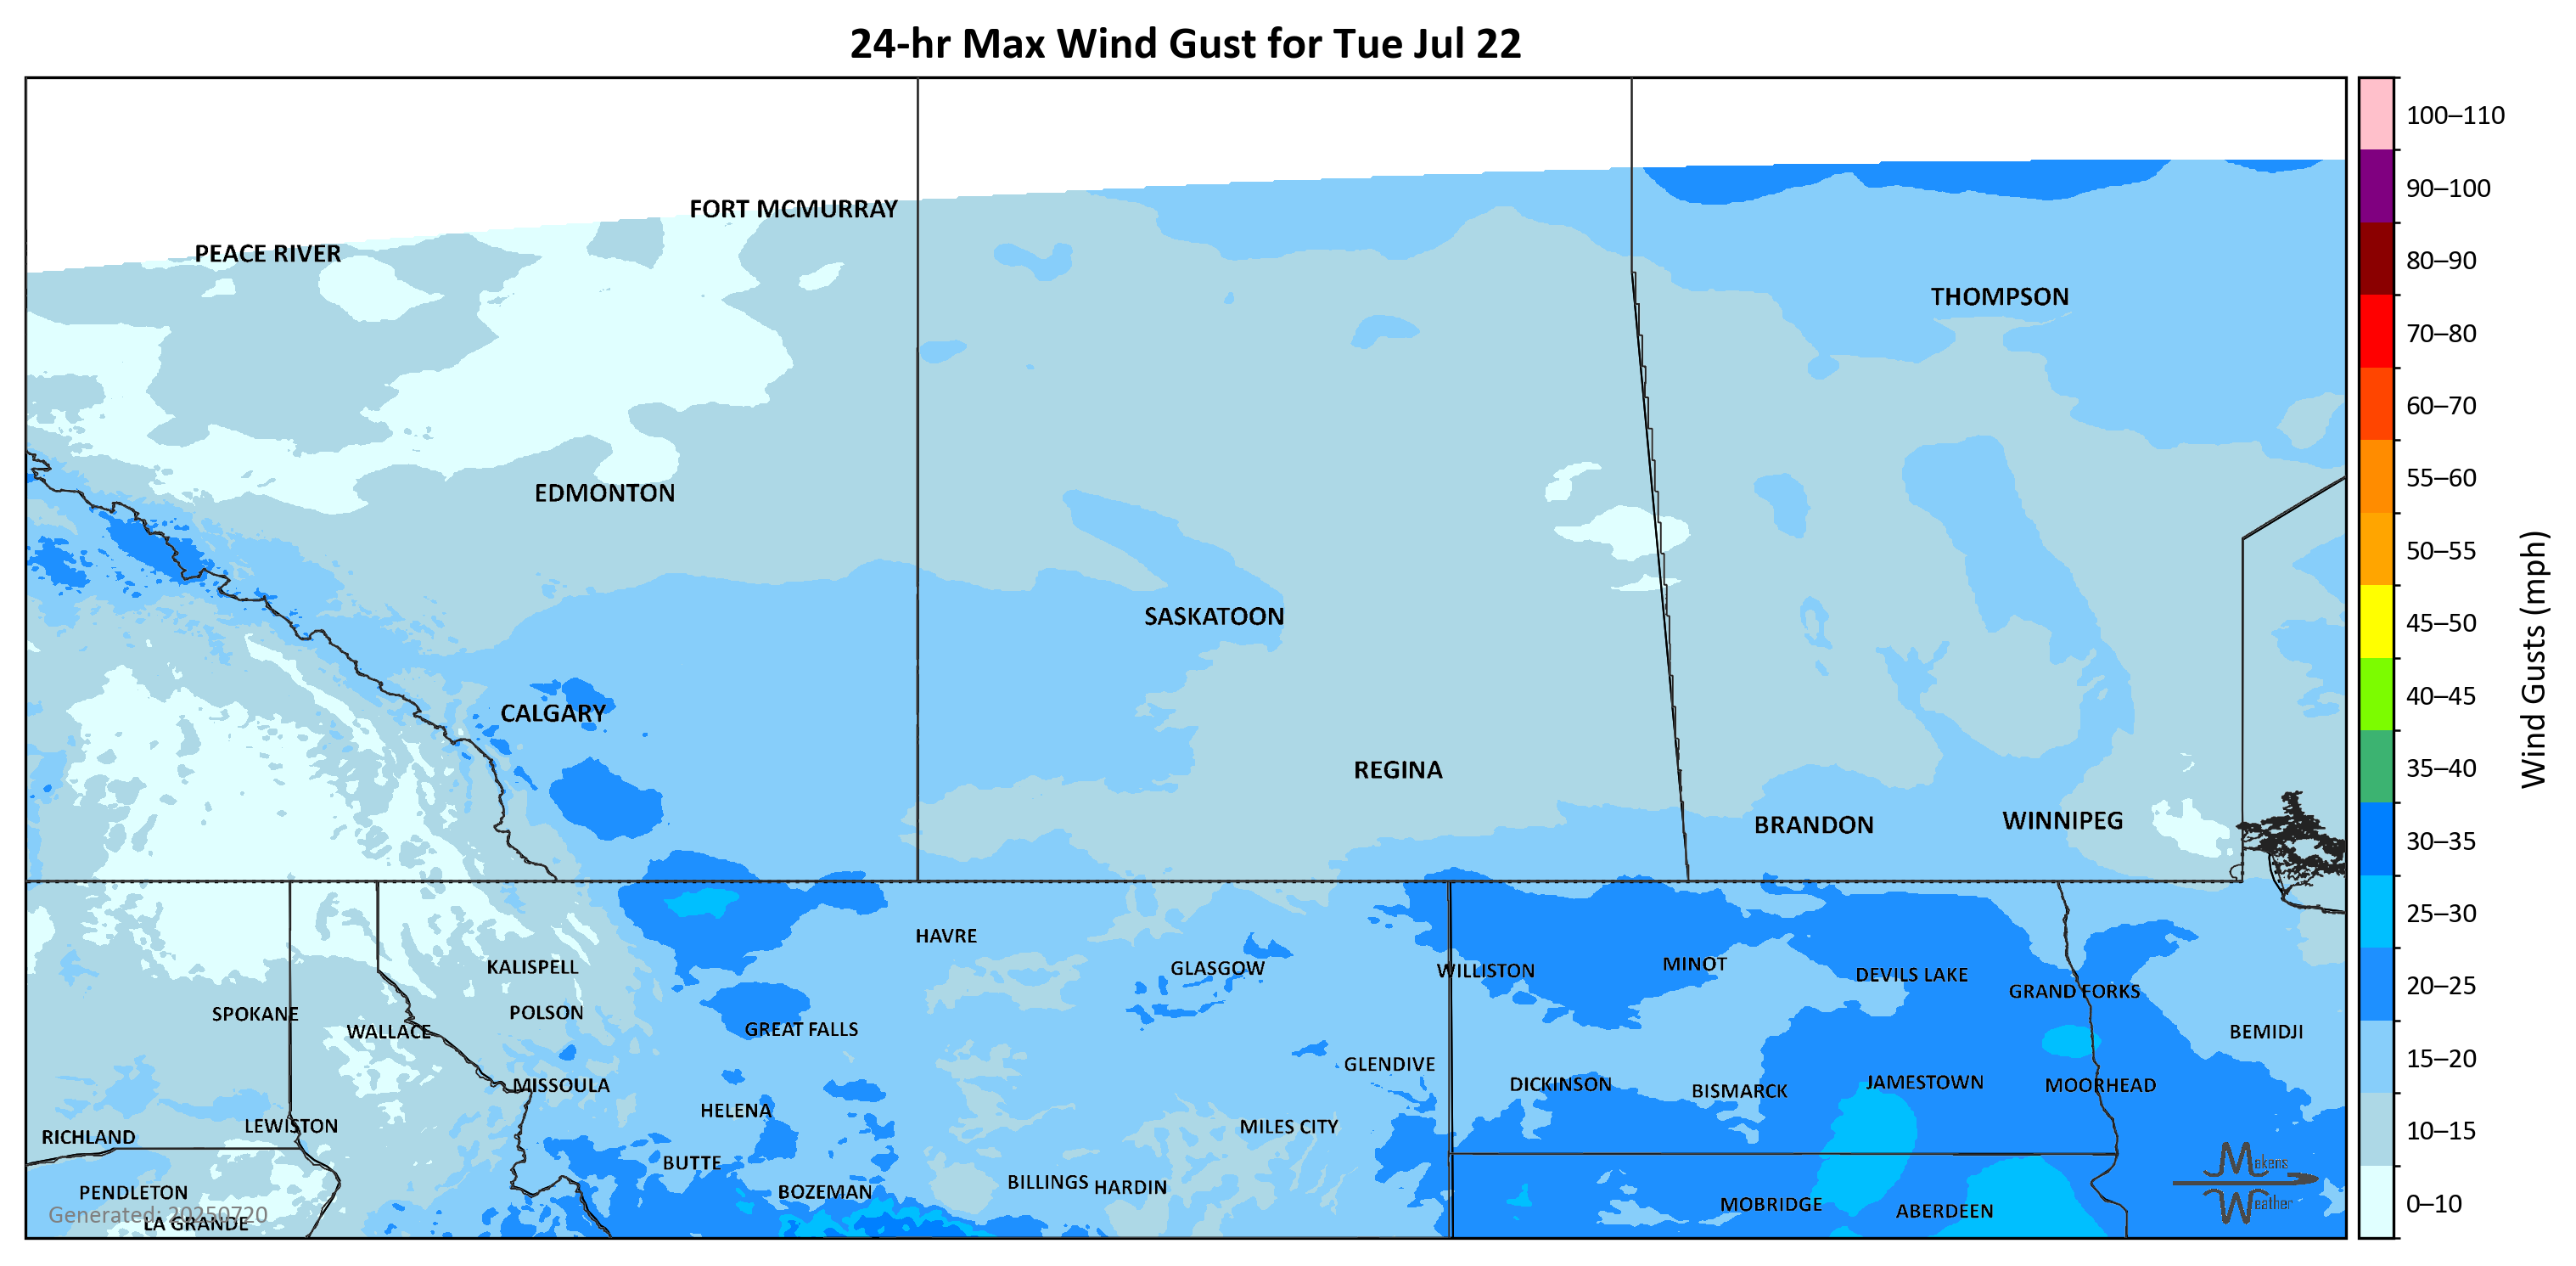 24-hr Max Wind Gust for Tue Jul 22
100–110
90–100
80–90
70–80
60–70
55–60
50–55
45–50
40–45
35–40
30–35
25–30
20–25
15–20
10–15
0–10
Wind Gusts (mph)
FORT MCMURRAY
PEACE RIVER
THOMPSON
EDMONTON
SASKATOON
CALGARY
REGINA
BRANDON
WINNIPEG
HAVRE
KALISPELL
GLASGOW
WILLISTON
MINOT
DEVILS LAKE
GRAND FORKS
SPOKANE
POLSON
WALLACE
GREAT FALLS
BEMIDJI
GLENDIVE
MISSOULA
DICKINSON
BISMARCK
JAMESTOWN
MOORHEAD
HELENA
LEWISTON
MILES CITY
RICHLAND
BUTTE
PENDLETON
BOZEMAN
BILLINGS
HARDIN
MOBRIDGE
ABERDEEN
LA GRANDE
Generated: 20250720
Makens
Weather